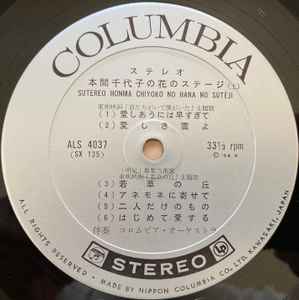 COLUMBIA
ステレオ
本間千代子の花のステージ(1)
SUTEREO HONMA CHIYOKO NO HANA NO SUTEJI
(1)愛しあうには早すぎて
(2)愛しき雲よ
ALS 4037
(SX 125)
33⅓ rpm
(3)若草の丘
(4)アネモネに寄せて
(5)二人だけのもの
(6)はじめて愛する
伴奏 コロムビア・オーケストラ
STEREO
LP
ALL RIGHTS RESERVED.
MADE BY NIPPON COLUMBIA CO., LTD. KAWASAKI, JAPAN